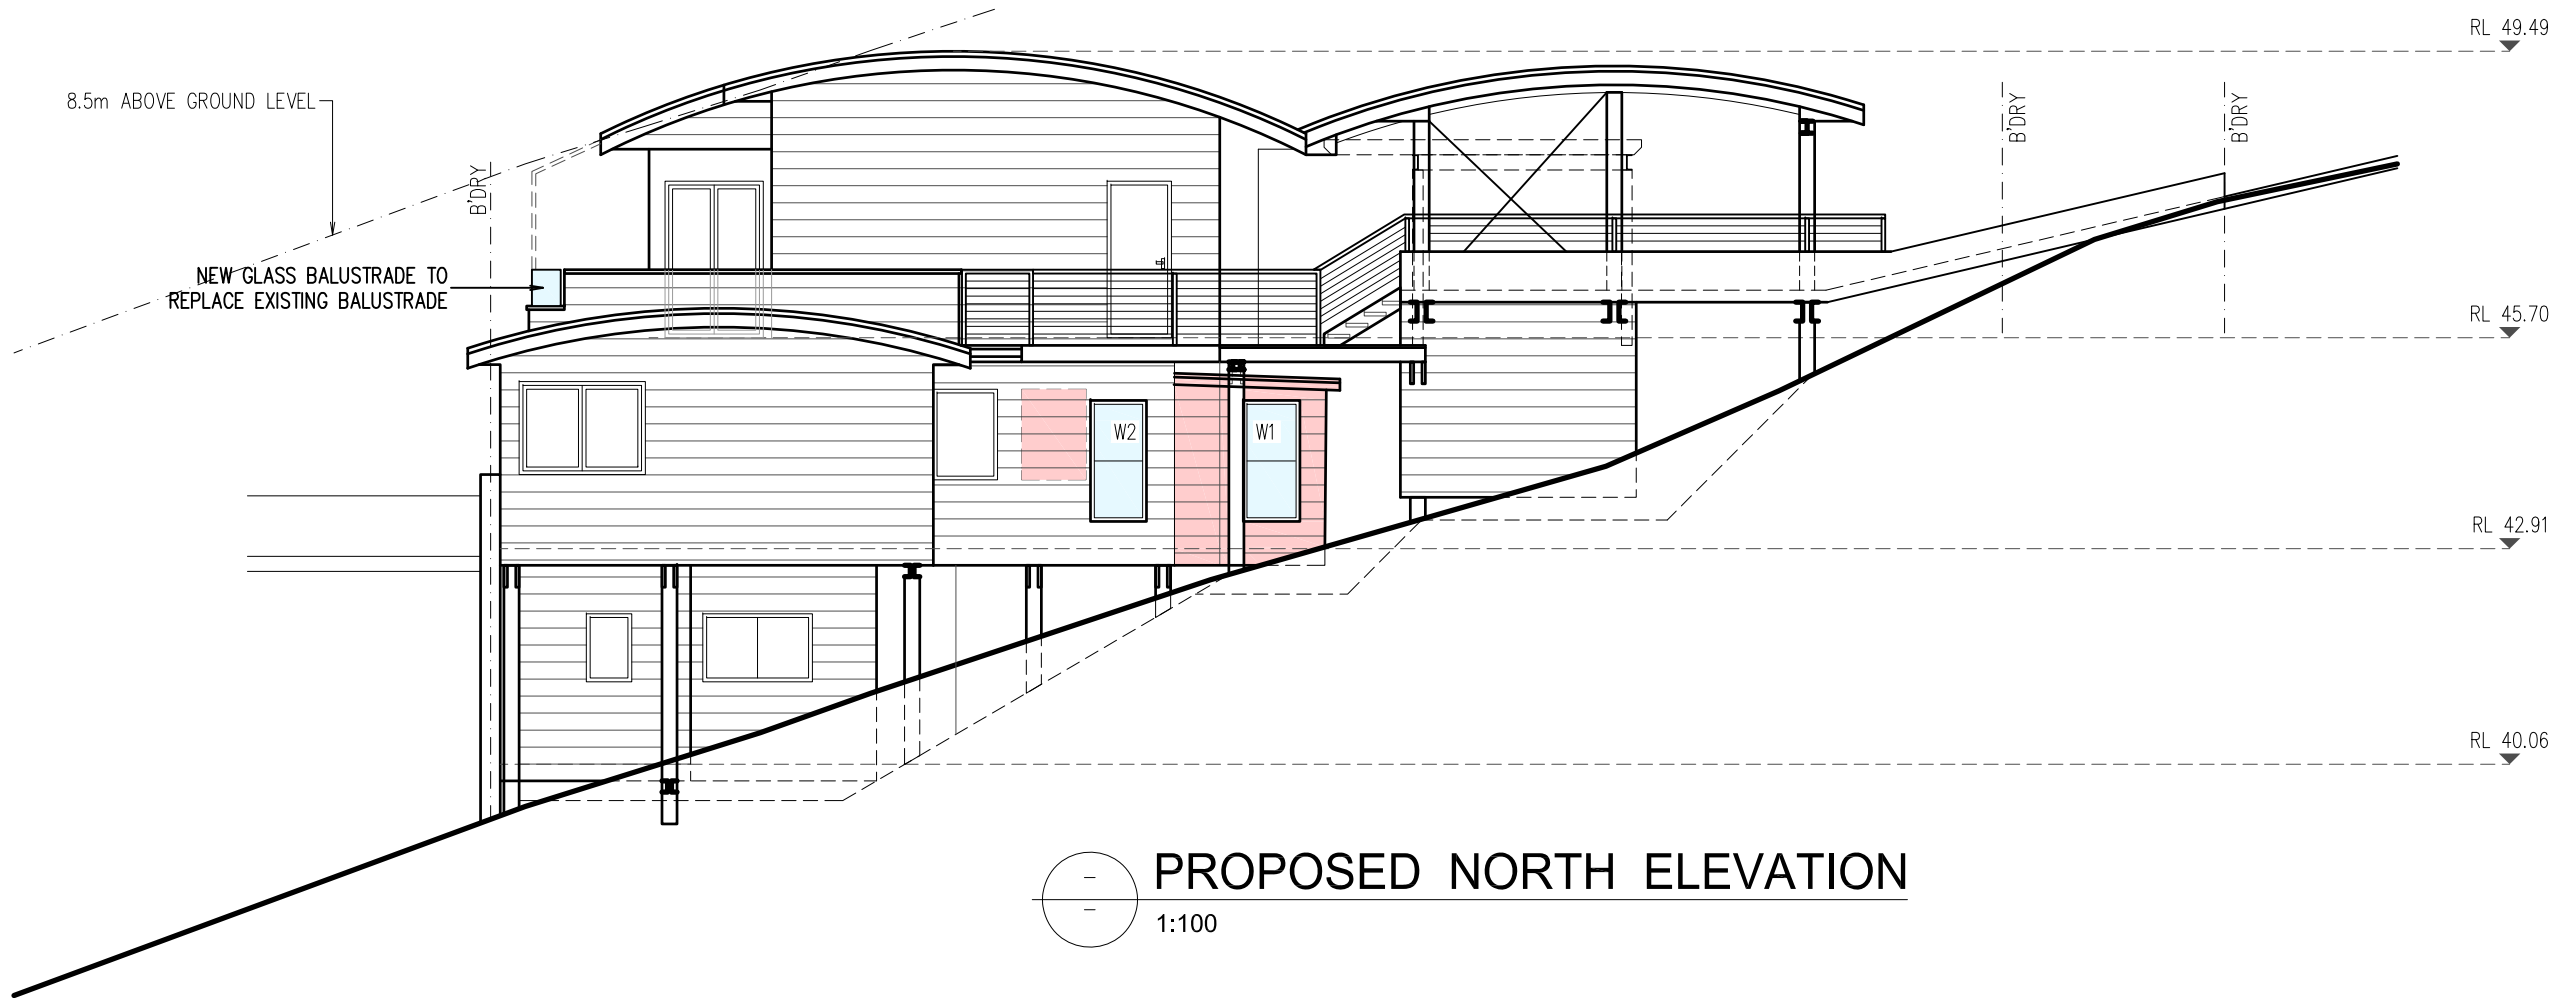 RL 49.49
8.5m ABOVE GROUND LEVEL
B'DRY
B'DRY
B'DRY
NEW GLASS BALUSTRADE TO
REPLACE EXISTING BALUSTRADE
RL 45.70
W2
W1
RL 42.91
RL 40.06
PROPOSED NORTH ELEVATION
1:100